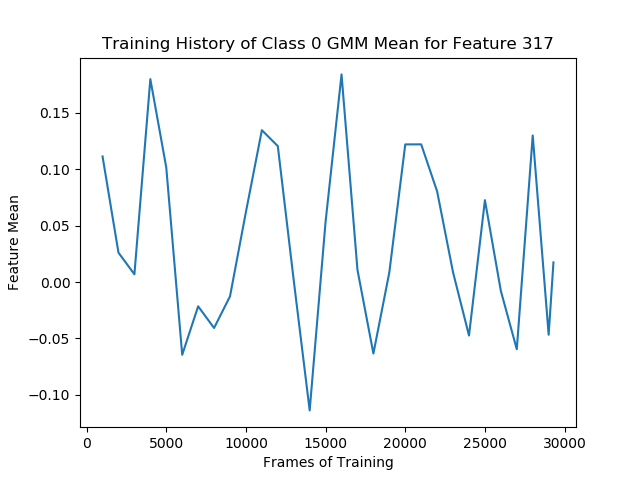 Training History of Class 0 GMM Mean for Feature 317
0.15
0.10
0.05
0.00
−0.05
−0.10
Feature Mean
0 5000 10000 15000 20000 25000 30000
Frames of Training